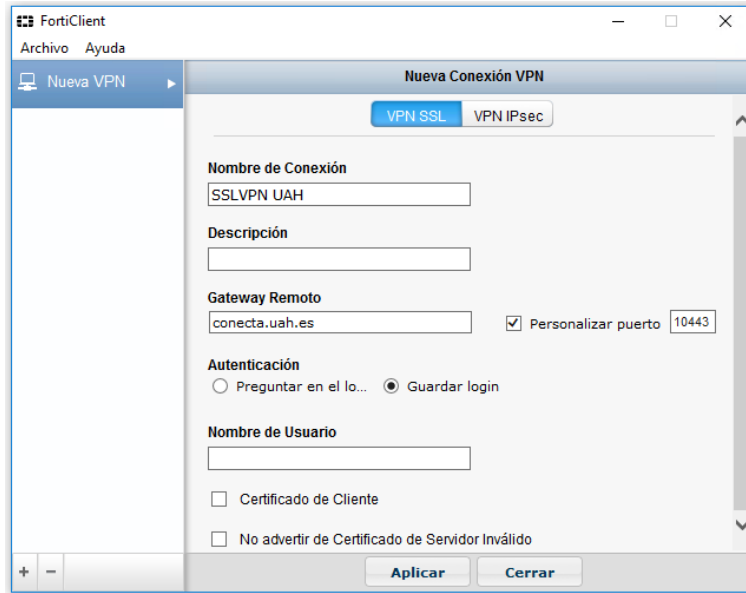 FortiClient
Archivo Ayuda
Nueva VPN
Nueva Conexión VPN
VPN SSL VPN IPsec
Nombre de Conexión
SSLVPN UAH
Descripción
Gateway Remoto
conecta.uah.es Personalizar puerto 10443
Autenticación
Preguntar en el lo... Guardar login
Nombre de Usuario
Certificado de Cliente
No advertir de Certificado de Servidor Inválido
+ - Aplicar Cerrar